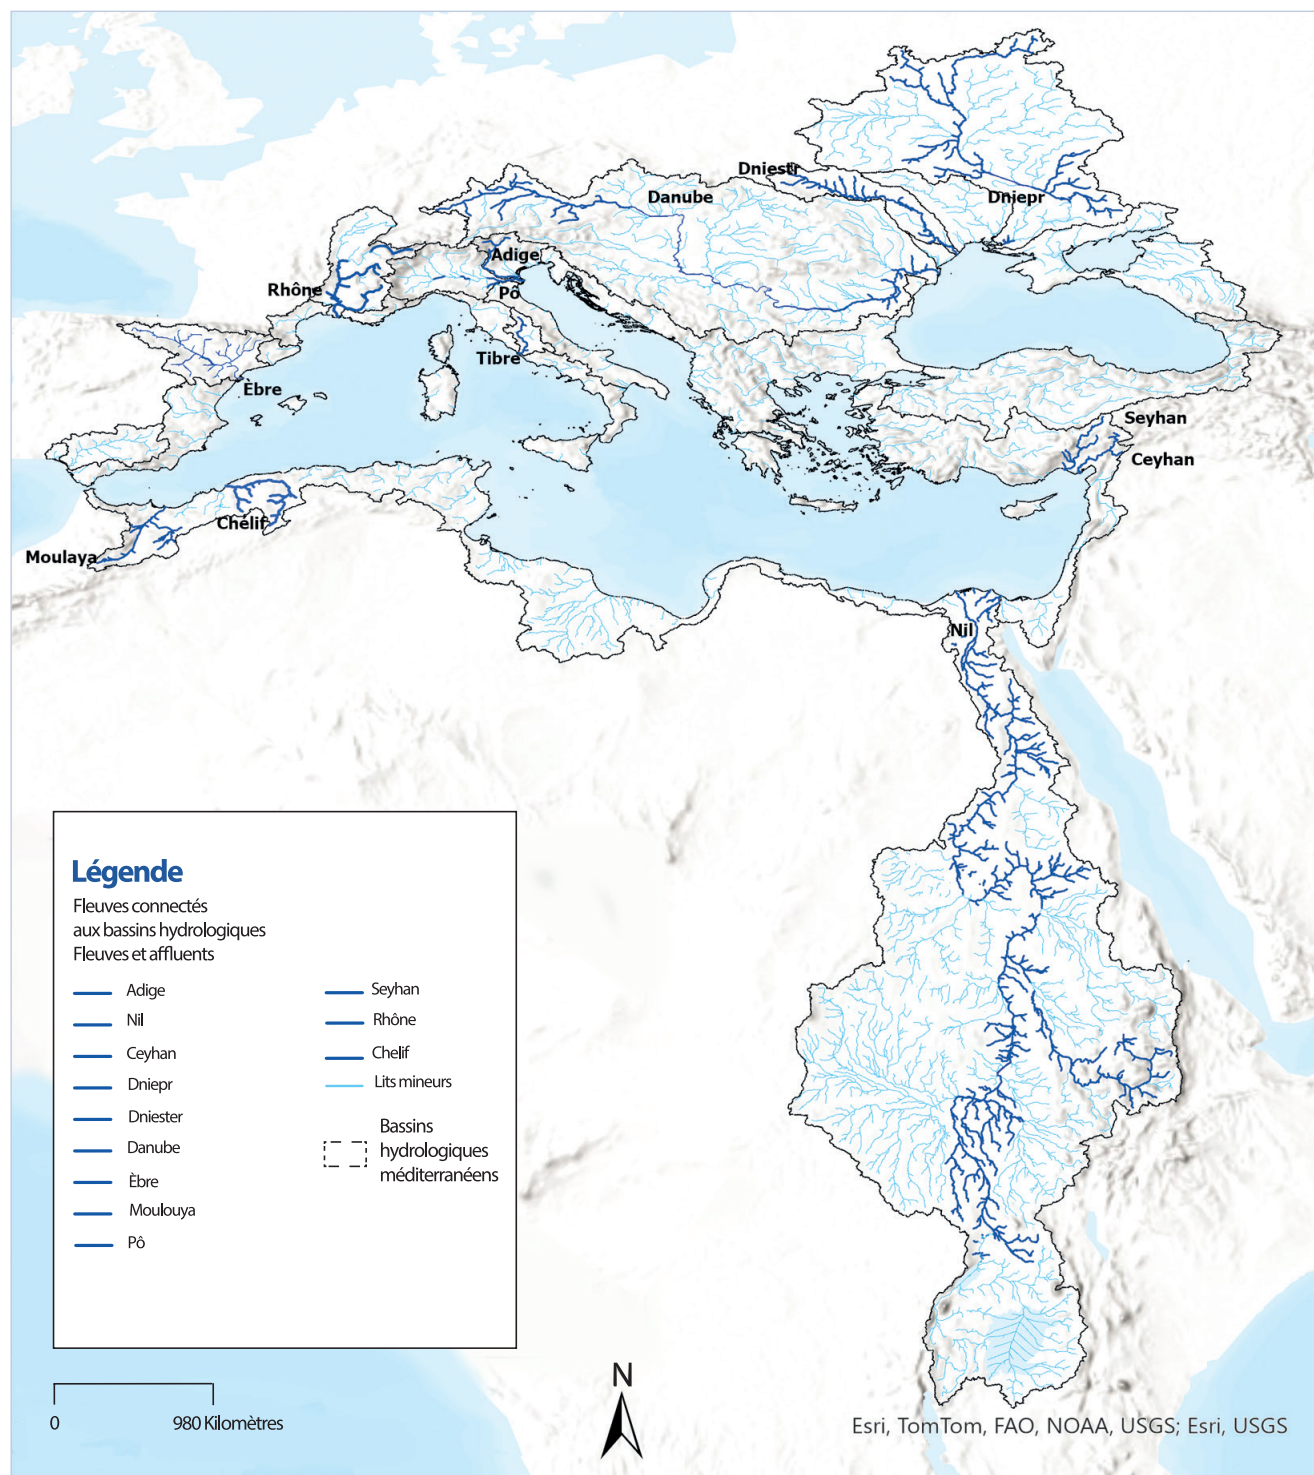 Dniestr
Danube
Dniepr
Adige
Rhône
Pô
Tibre
Èbre
Seyhan
Ceyhan
Chélif
Moulaya
Nil
Légende
Fleuves connectés
aux bassins hydrologiques
Fleuves et affluents
Adige
Nil
Ceyhan
Dniepr
Dniester
Danube
Èbre
Moulouya
Pô
Seyhan
Rhône
Chelif
Lits mineurs
Bassins
hydrologiques
méditerranéens
0
980 Kilomètres
N
Esri, TomTom, FAO, NOAA, USGS; Esri, USGS